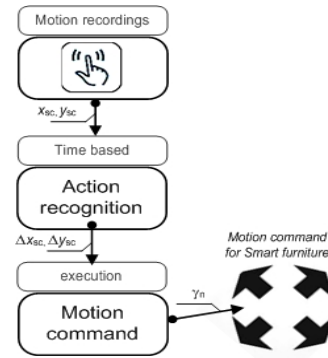 Motion recordings
xsc, ysc
Time based
Action
recognition
Δxsc, Δysc
execution
Motion
command
γn
Motion command
for Smart furniture